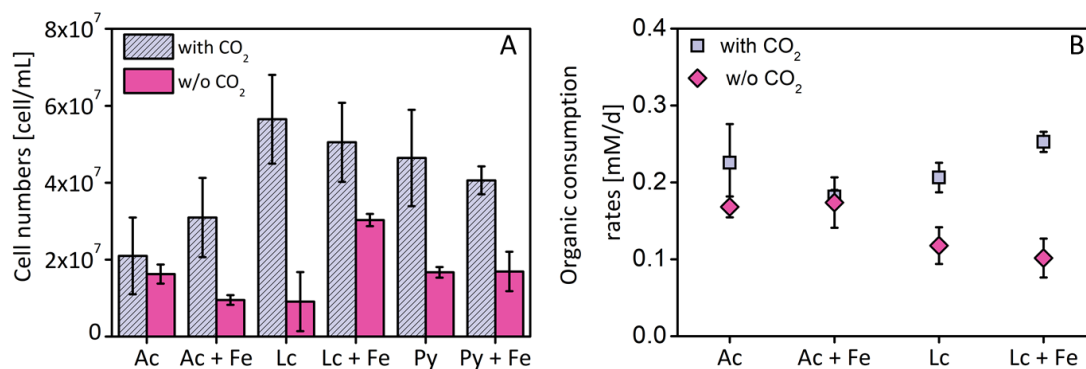 Cell numbers [cell/mL]
8x10⁷
6x10⁷
4x10⁷
2x10⁷
0
with CO₂
w/o CO₂
A
Ac Ac + Fe Lc Lc + Fe Py Py + Fe
Organic consumption
rates [mM/d]
0.4
0.3
0.2
0.1
0.0
with CO₂
w/o CO₂
B
Ac Ac + Fe Lc Lc + Fe